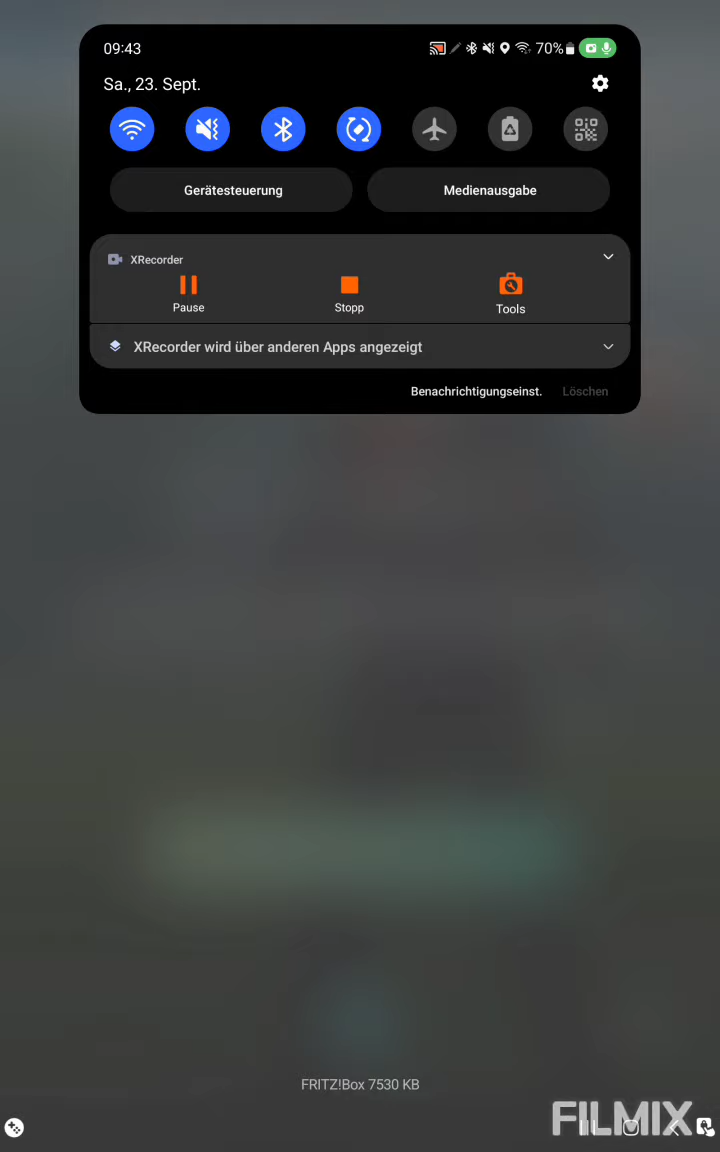 09:43
70%
Sa., 23. Sept.
Gerätesteuerung
Medienausgabe
XRecorder
Pause
Stopp
Tools
XRecorder wird über anderen Apps angezeigt
Benachrichtigungseinst.
Löschen
FRITZ!Box 7530 KB
FILMIX